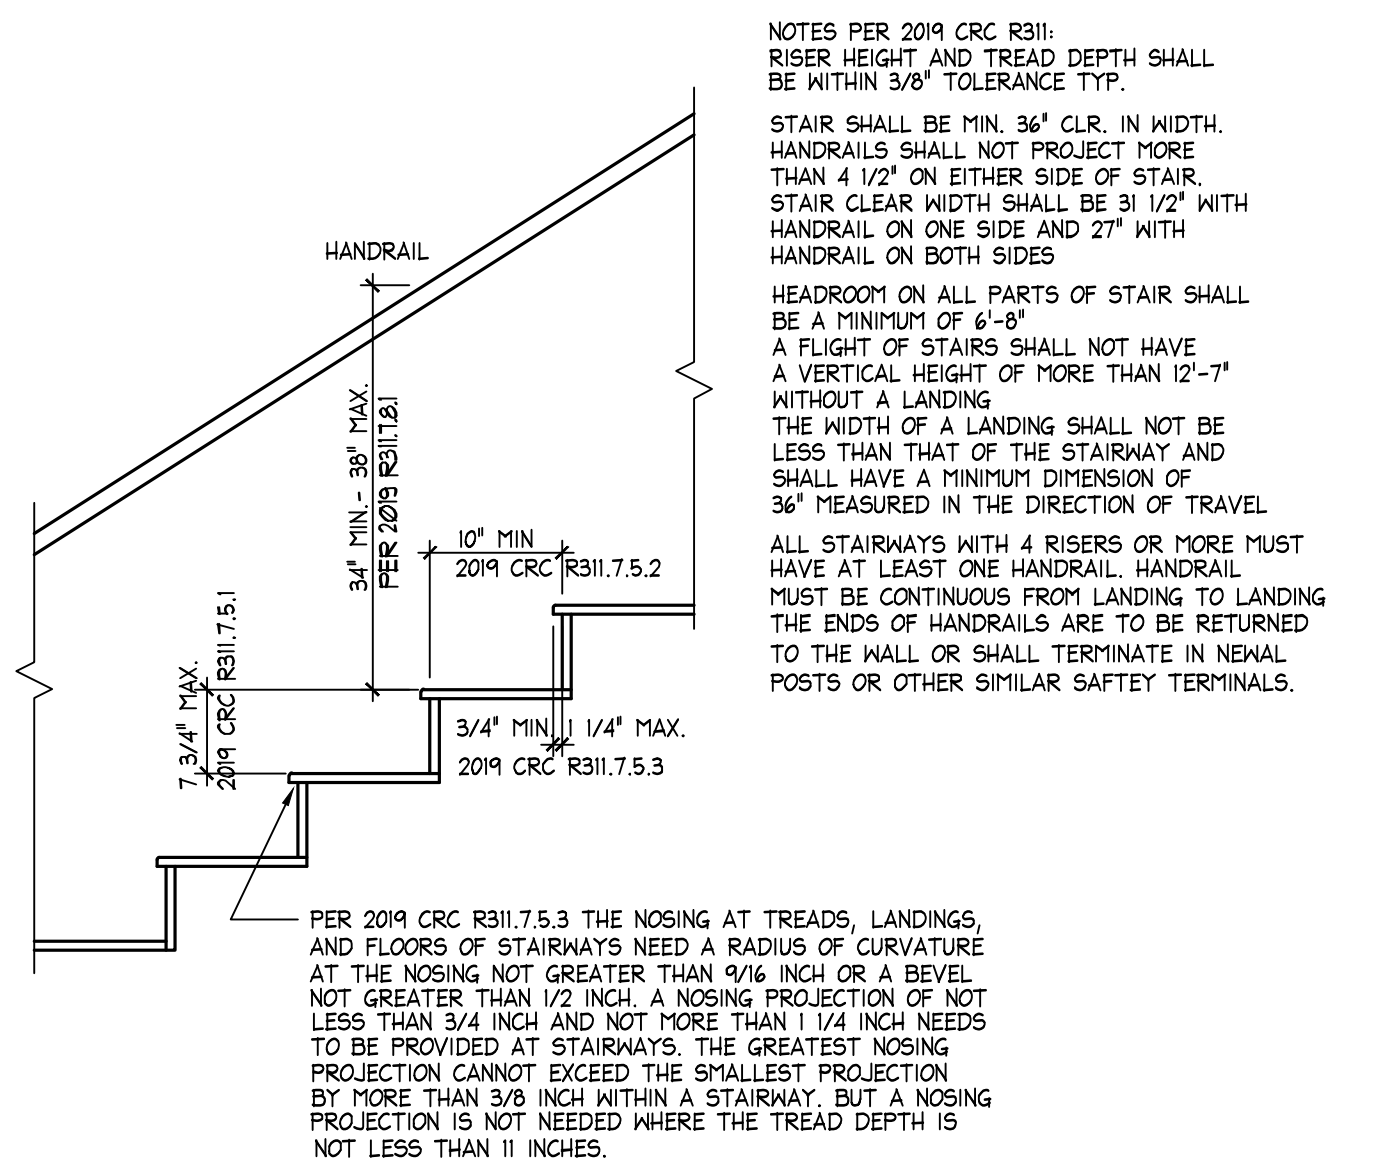 NOTES PER 2019 CRC R311:
RISER HEIGHT AND TREAD DEPTH SHALL
BE WITHIN 3/8" TOLERANCE TYP.
STAIR SHALL BE MIN. 36" CLR. IN WIDTH.
HANDRAILS SHALL NOT PROJECT MORE
THAN 4 1/2" ON EITHER SIDE OF STAIR.
STAIR CLEAR WIDTH SHALL BE 31 1/2" WITH
HANDRAIL ON ONE SIDE AND 27" WITH
HANDRAIL ON BOTH SIDES
HEADROOM ON ALL PARTS OF STAIR SHALL
BE A MINIMUM OF 6'-8"
A FLIGHT OF STAIRS SHALL NOT HAVE
A VERTICAL HEIGHT OF MORE THAN 12'-7"
WITHOUT A LANDING
THE WIDTH OF A LANDING SHALL NOT BE
LESS THAN THAT OF THE STAIRWAY AND
SHALL HAVE A MINIMUM DIMENSION OF
36" MEASURED IN THE DIRECTION OF TRAVEL
ALL STAIRWAYS WITH 4 RISERS OR MORE MUST
HAVE AT LEAST ONE HANDRAIL. HANDRAIL
MUST BE CONTINUOUS FROM LANDING TO LANDING
THE ENDS OF HANDRAILS ARE TO BE RETURNED
TO THE WALL OR SHALL TERMINATE IN NEWAL
POSTS OR OTHER SIMILAR SAFTEY TERMINALS.
HANDRAIL
34" MIN. - 38" MAX.
PER 2019 R311.7.8.1
10" MIN
2019 CRC R311.7.5.2
7 3/4" MAX.
2019 CRC R311.7.5.1
3/4" MIN. 1 1/4" MAX.
2019 CRC R311.7.5.3
PER 2019 CRC R311.7.5.3 THE NOSING AT TREADS, LANDINGS,
AND FLOORS OF STAIRWAYS NEED A RADIUS OF CURVATURE
AT THE NOSING NOT GREATER THAN 9/16 INCH OR A BEVEL
NOT GREATER THAN 1/2 INCH. A NOSING PROJECTION OF NOT
LESS THAN 3/4 INCH AND NOT MORE THAN 1 1/4 INCH NEEDS
TO BE PROVIDED AT STAIRWAYS. THE GREATEST NOSING
PROJECTION CANNOT EXCEED THE SMALLEST PROJECTION
BY MORE THAN 3/8 INCH WITHIN A STAIRWAY. BUT A NOSING
PROJECTION IS NOT NEEDED WHERE THE TREAD DEPTH IS
NOT LESS THAN 11 INCHES.